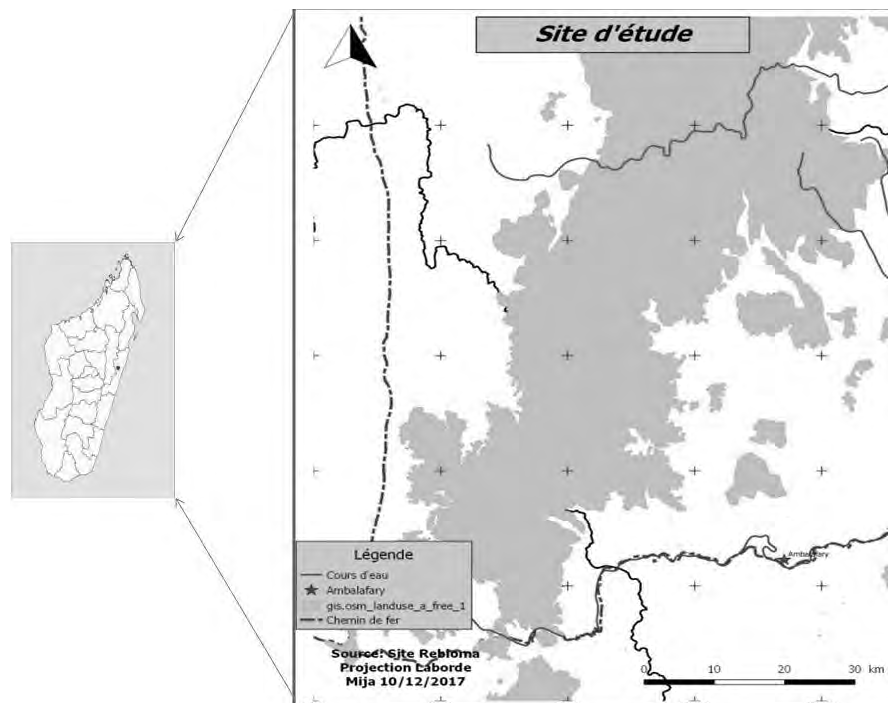 Site d'étude
Ambalafary
Légende
Cours d'eau
Ambalafary
gis.osm_landuse_a_free_1
Chemin de fer
Source: Site Rebioma
Projection Laborde
Mija 10/12/2017
0 10 20 30 km